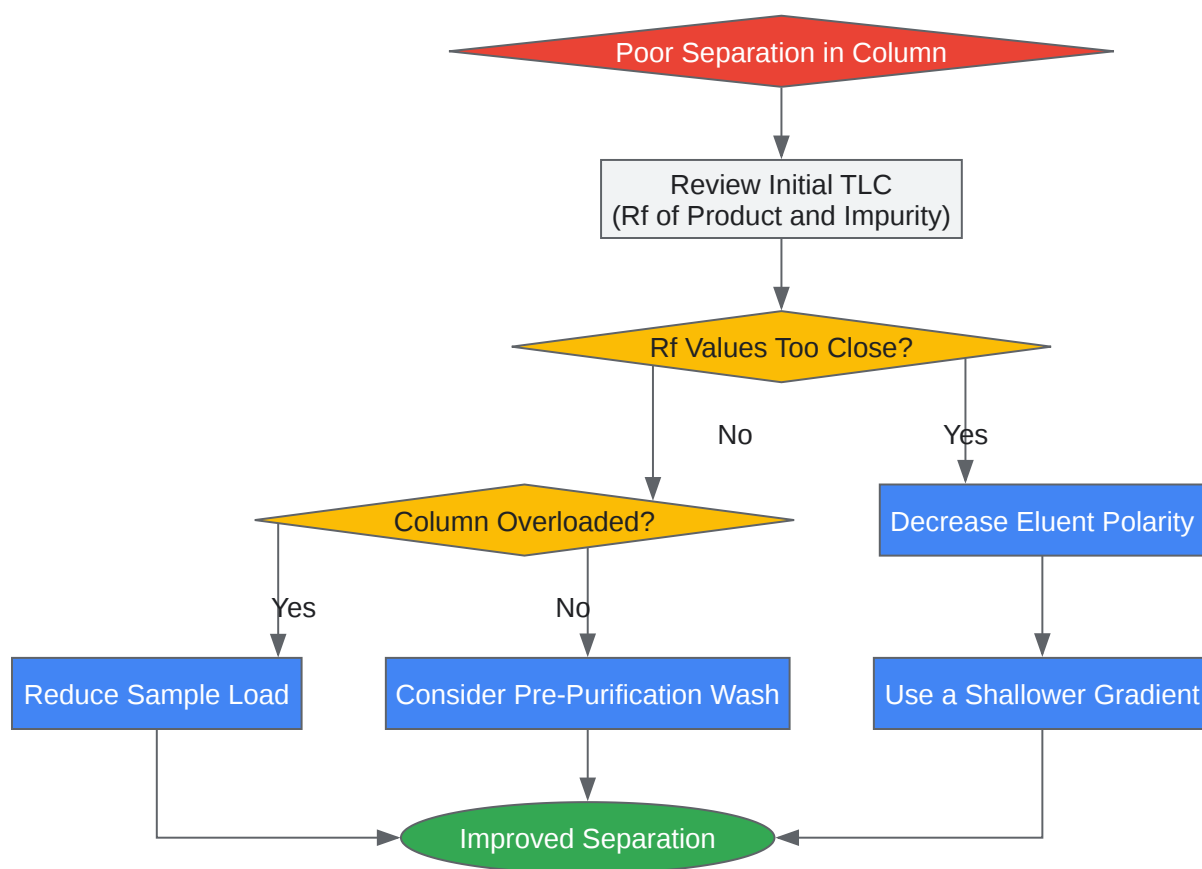 Poor Separation in Column
Review Initial TLC
(Rf of Product and Impurity)
Rf Values Too Close?
No
Yes
Column Overloaded?
Decrease Eluent Polarity
Yes
No
Reduce Sample Load
Consider Pre-Purification Wash
Use a Shallower Gradient
Improved Separation